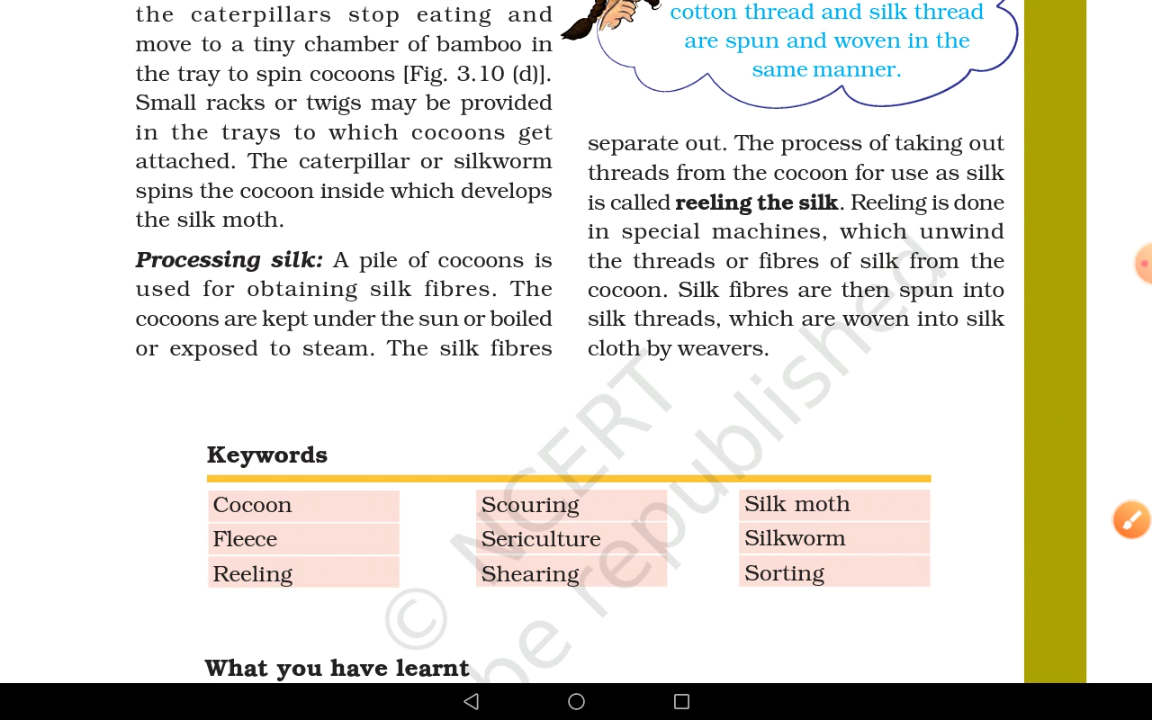 the caterpillars stop eating and
move to a tiny chamber of bamboo in
the tray to spin cocoons [Fig. 3.10 (d)].
Small racks or twigs may be provided
in the trays to which cocoons get
attached. The caterpillar or silkworm
spins the cocoon inside which develops
the silk moth.
Processing silk: A pile of cocoons is
used for obtaining silk fibres. The
cocoons are kept under the sun or boiled
or exposed to steam. The silk fibres
cotton thread and silk thread
are spun and woven in the
same manner.
separate out. The process of taking out
threads from the cocoon for use as silk
is called reeling the silk. Reeling is done
in special machines, which unwind
the threads or fibres of silk from the
cocoon. Silk fibres are then spun into
silk threads, which are woven into silk
cloth by weavers.
Keywords
Cocoon Scouring Silk moth
Fleece Sericulture Silkworm
Reeling Shearing Sorting
What you have learnt
© NCERT
be republished